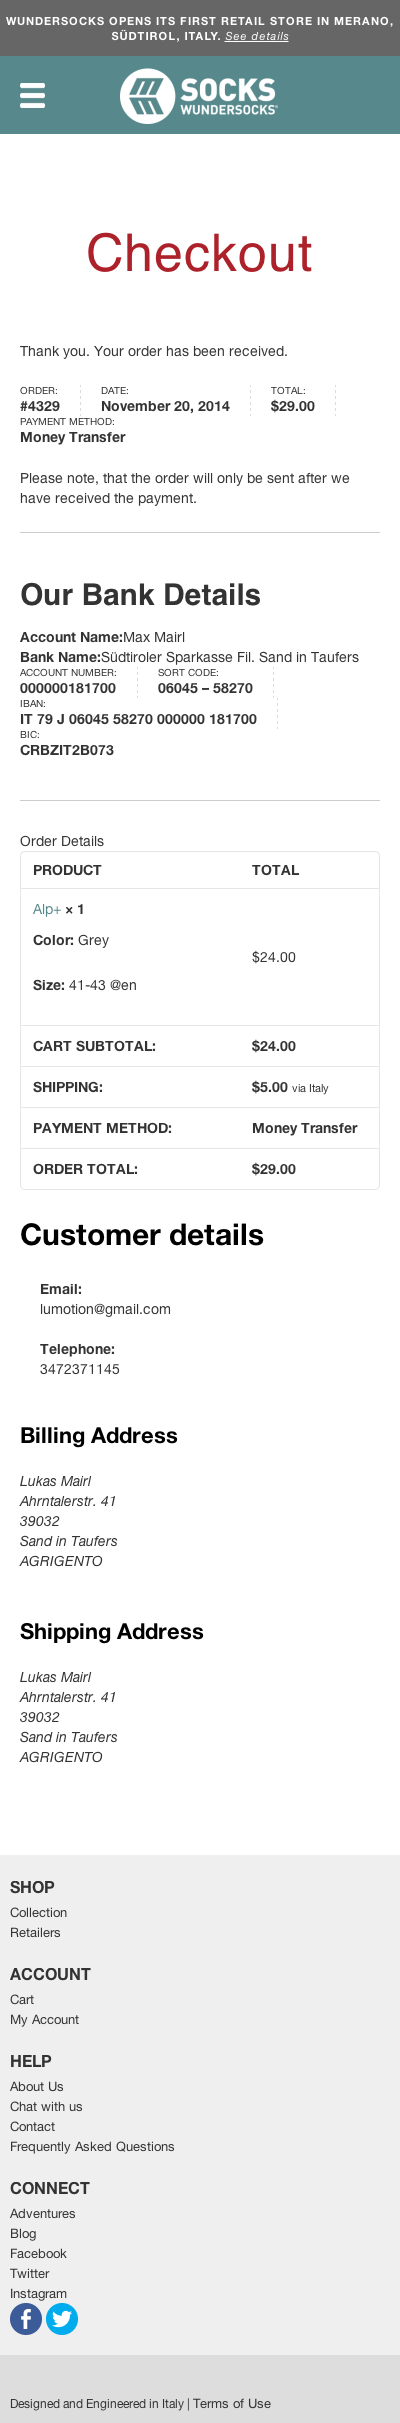 WUNDERSOCKS OPENS ITS FIRST RETAIL STORE IN MERANO,
SÜDTIROL, ITALY. See details
SOCKS
WUNDERSOCKS
Checkout
Thank you. Your order has been received.
ORDER: DATE: TOTAL:
#4329 November 20, 2014 $29.00
PAYMENT METHOD:
Money Transfer
Please note, that the order will only be sent after we
have received the payment.
Our Bank Details
Account Name:Max Mairl
Bank Name:Südtiroler Sparkasse Fil. Sand in Taufers
ACCOUNT NUMBER: SORT CODE:
000000181700 06045 – 58270
IBAN:
IT 79 J 06045 58270 000000 181700
BIC:
CRBZIT2B073
Order Details
PRODUCT TOTAL
Alp+ × 1
Color: Grey
$24.00
Size: 41-43 @en
CART SUBTOTAL: $24.00
SHIPPING: $5.00 via Italy
PAYMENT METHOD: Money Transfer
ORDER TOTAL: $29.00
Customer details
Email:
lumotion@gmail.com
Telephone:
3472371145
Billing Address
Lukas Mairl
Ahrntalerstr. 41
39032
Sand in Taufers
AGRIGENTO
Shipping Address
Lukas Mairl
Ahrntalerstr. 41
39032
Sand in Taufers
AGRIGENTO
SHOP
Collection
Retailers
ACCOUNT
Cart
My Account
HELP
About Us
Chat with us
Contact
Frequently Asked Questions
CONNECT
Adventures
Blog
Facebook
Twitter
Instagram
Designed and Engineered in Italy | Terms of Use